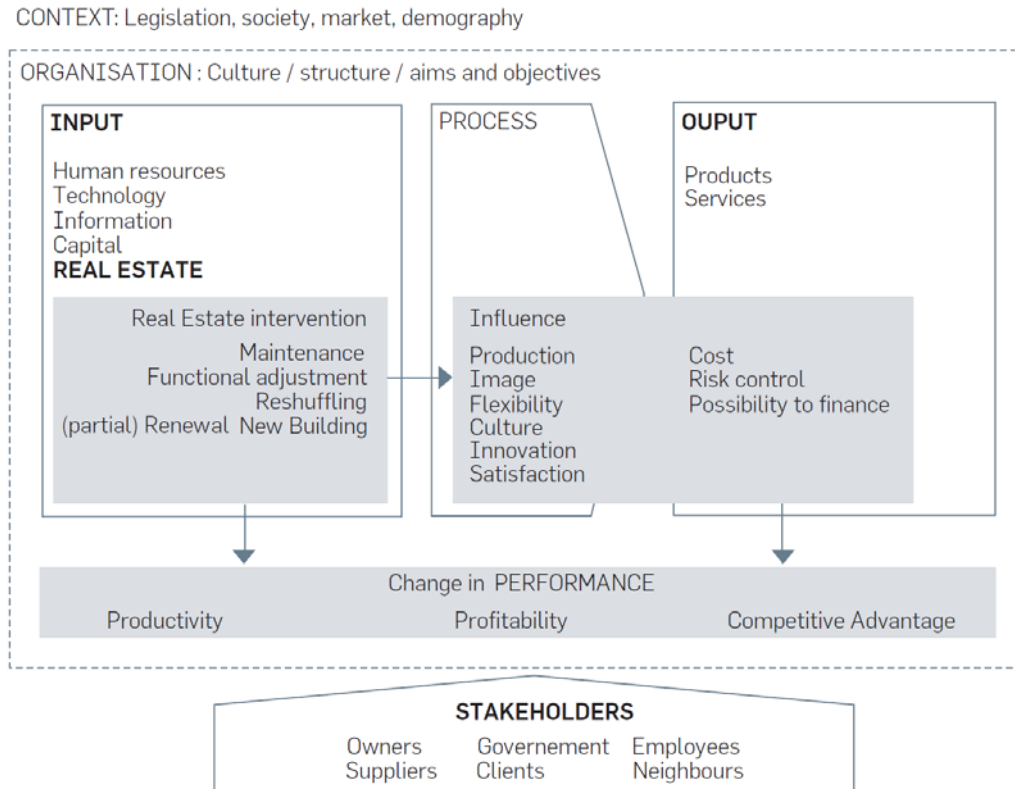 CONTEXT: Legislation, society, market, demography
ORGANISATION : Culture / structure / aims and objectives
INPUT
Human resources
Technology
Information
Capital
REAL ESTATE
Real Estate intervention
Maintenance
Functional adjustment
Reshuffling
(partial) Renewal New Building
PROCESS
Influence
Production
Image
Flexibility
Culture
Innovation
Satisfaction
OUPUT
Products
Services
Cost
Risk control
Possibility to finance
Change in PERFORMANCE
Productivity Profitability Competitive Advantage
STAKEHOLDERS
Owners Governement Employees
Suppliers Clients Neighbours